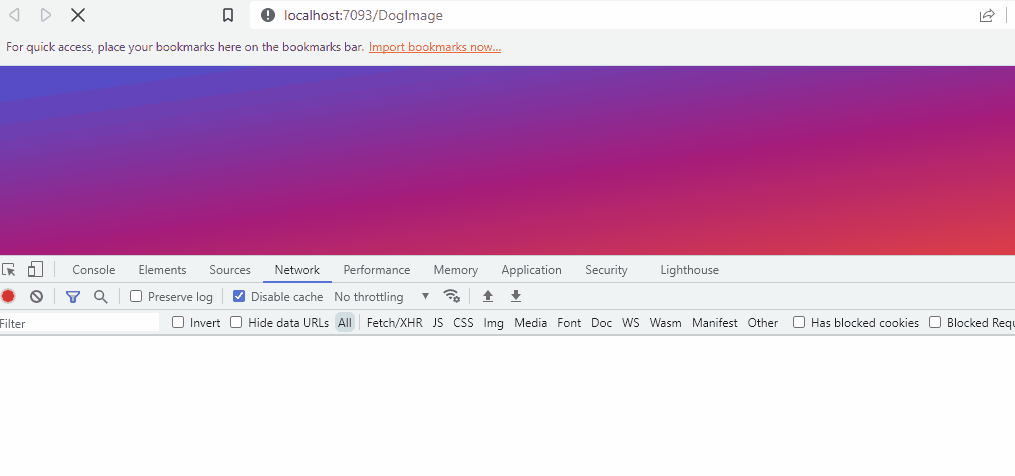 localhost:7093/DogImage
For quick access, place your bookmarks here on the bookmarks bar. Import bookmarks now...
Console Elements Sources Network Performance Memory Application Security Lighthouse
Preserve log Disable cache No throttling
Filter Invert Hide data URLs All Fetch/XHR JS CSS Img Media Font Doc WS Wasm Manifest Other Has blocked cookies Blocked Requ